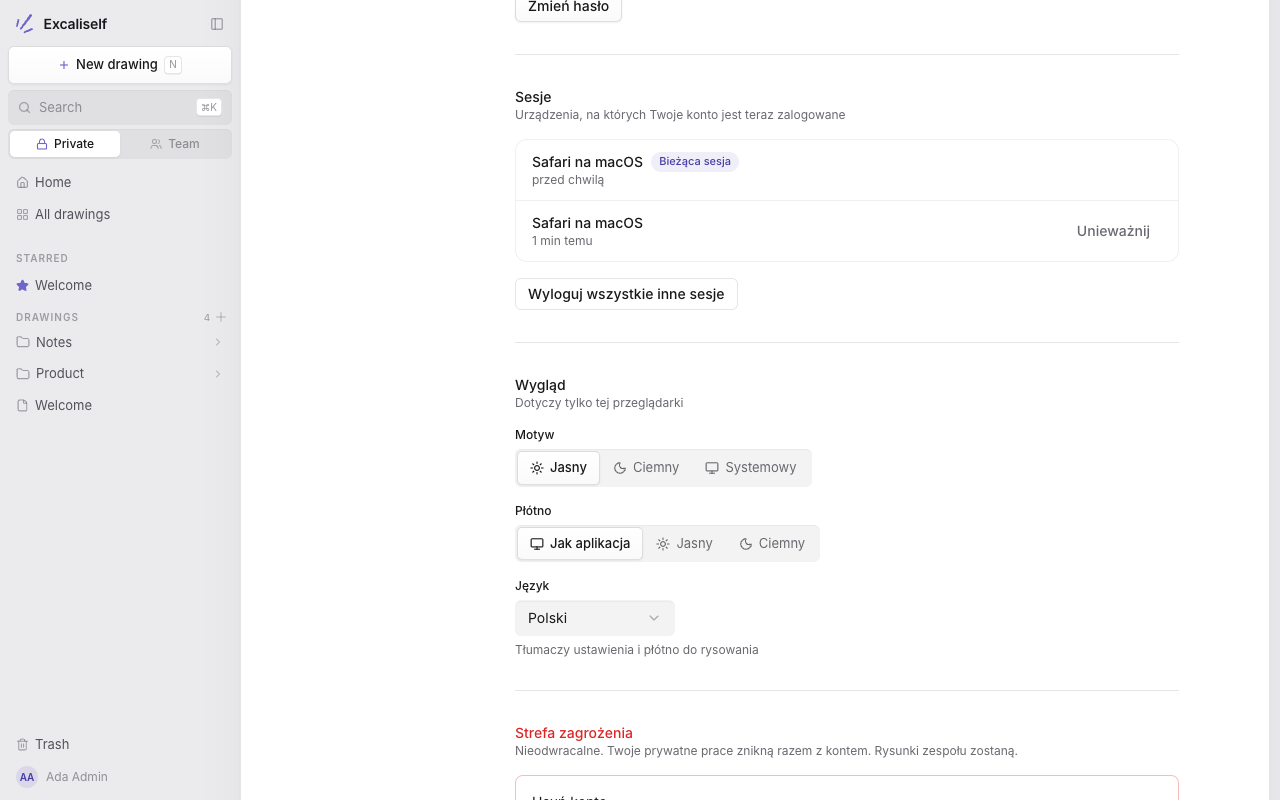 Excaliself
New drawing N
Search ⌘K
Private Team
Home
All drawings
STARRED
Welcome
DRAWINGS 4
Notes
Product
Welcome
Trash
AA Ada Admin
Zmień hasło
Sesje
Urządzenia, na których Twoje konto jest teraz zalogowane
Safari na macOS Bieżąca sesja
przed chwilą
Safari na macOS
1 min temu
Unieważnij
Wyloguj wszystkie inne sesje
Wygląd
Dotyczy tylko tej przeglądarki
Motyw
Jasny Ciemny Systemowy
Płótno
Jak aplikacja Jasny Ciemny
Język
Polski
Tłumaczy ustawienia i płótno do rysowania
Strefa zagrożenia
Nieodwracalne. Twoje prywatne prace znikną razem z kontem. Rysunki zespołu zostaną.